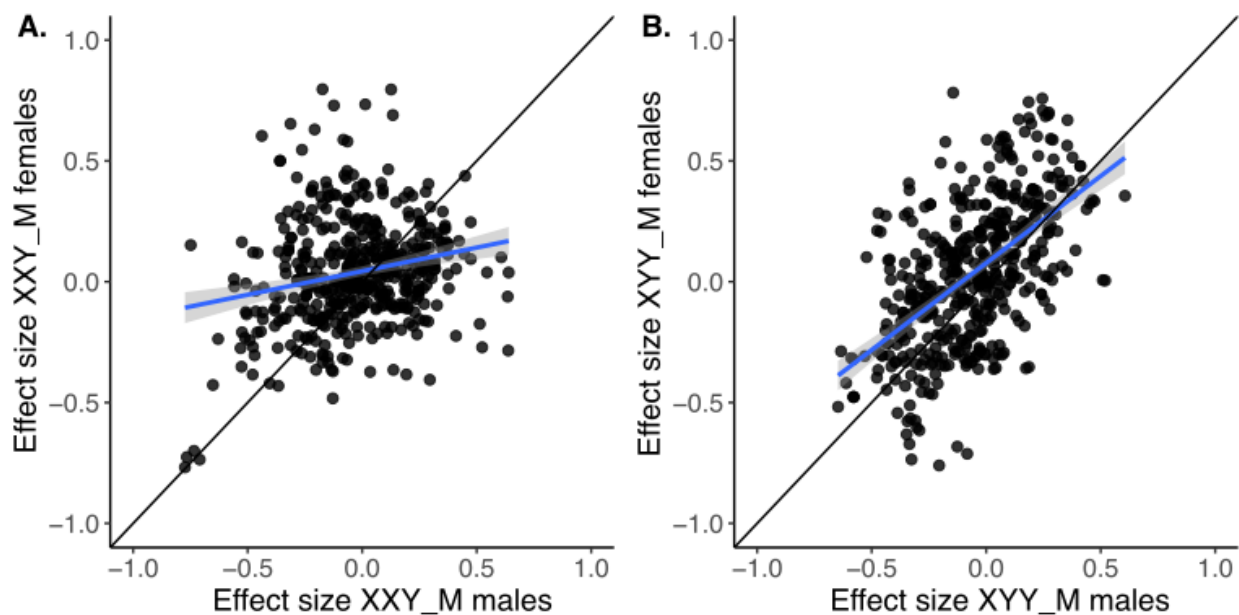 A.
Effect size XXY_M females
1.0
0.5
0.0
−0.5
−1.0
−1.0 −0.5 0.0 0.5 1.0
Effect size XXY_M males
B.
Effect size XYY_M females
1.0
0.5
0.0
−0.5
−1.0
−1.0 −0.5 0.0 0.5 1.0
Effect size XYY_M males